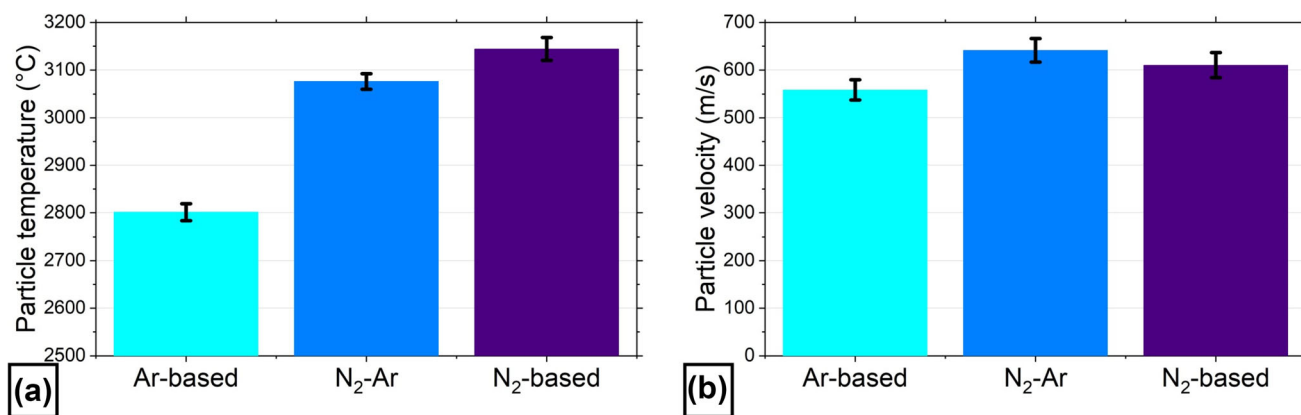 Particle temperature (°C)
3200
3100
3000
2900
2800
2700
2600
2500
Ar-based
N₂-Ar
N₂-based
(a)
Particle velocity (m/s)
700
600
500
400
300
200
100
0
Ar-based
N₂-Ar
N₂-based
(b)